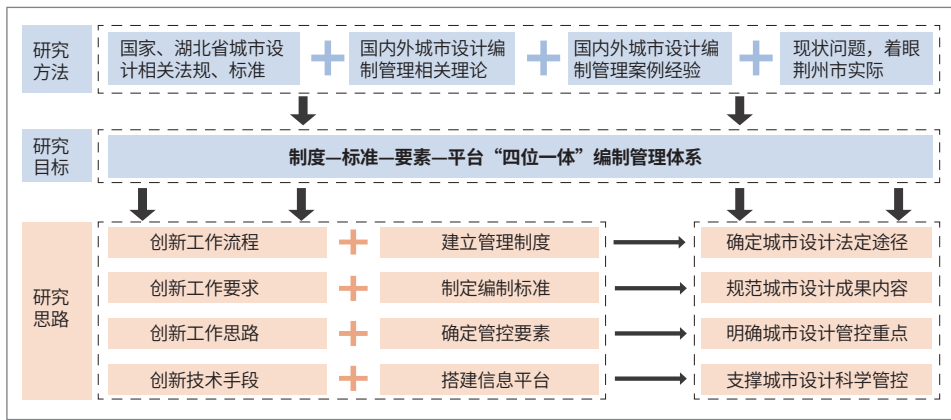 研究
方法
国家、湖北省城市设
计相关法规、标准
国内外城市设计编
制管理相关理论
国内外城市设计编
制管理案例经验
现状问题，着眼
荆州市实际
研究
目标
制度—标准—要素—平台“四位一体”编制管理体系
研究
思路
创新工作流程
建立管理制度
确定城市设计法定途径
创新工作要求
制定编制标准
规范城市设计成果内容
创新工作思路
确定管控要素
明确城市设计管控重点
创新技术手段
搭建信息平台
支撑城市设计科学管控